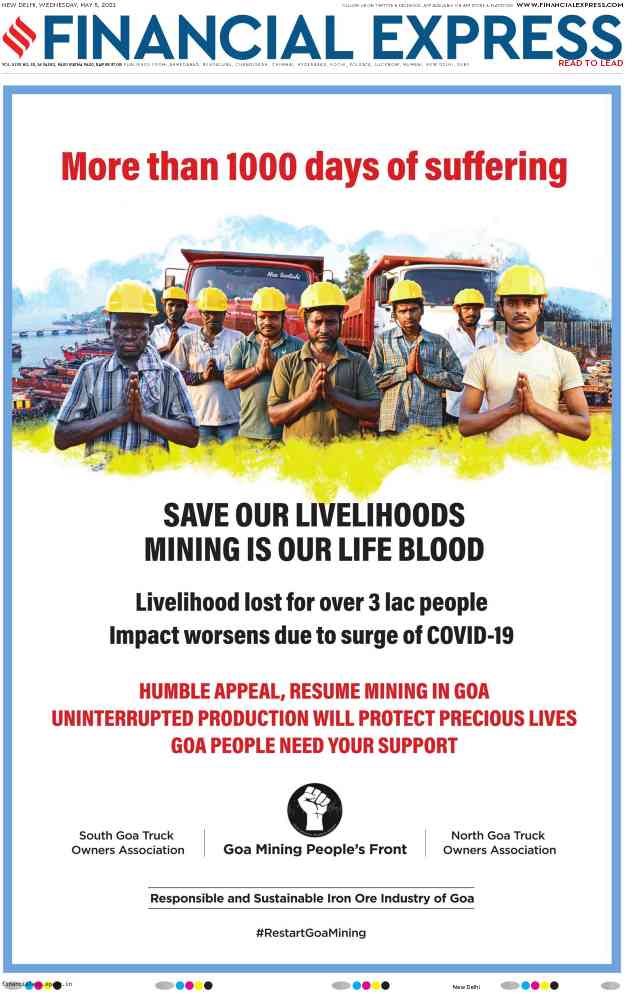 NEW DELHI, WEDNESDAY, MAY 5, 2021
WWW.FINANCIALEXPRESS.COM
FINANCIAL EXPRESS
READ TO LEAD
More than 1000 days of suffering
SAVE OUR LIVELIHOODS
MINING IS OUR LIFE BLOOD
Livelihood lost for over 3 lac people
Impact worsens due to surge of COVID-19
HUMBLE APPEAL, RESUME MINING IN GOA
UNINTERRUPTED PRODUCTION WILL PROTECT PRECIOUS LIVES
GOA PEOPLE NEED YOUR SUPPORT
South Goa Truck
Owners Association
Goa Mining People's Front
North Goa Truck
Owners Association
Responsible and Sustainable Iron Ore Industry of Goa
#RestartGoaMining
New Delhi